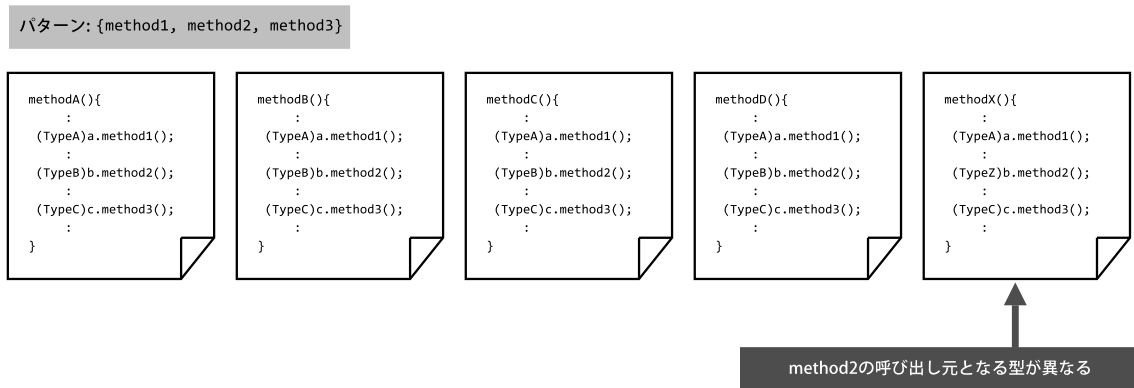 パターン: {method1, method2, method3}
methodA(){
:
(TypeA)a.method1();
:
(TypeB)b.method2();
:
(TypeC)c.method3();
:
}
methodB(){
:
(TypeA)a.method1();
:
(TypeB)b.method2();
:
(TypeC)c.method3();
:
}
methodC(){
:
(TypeA)a.method1();
:
(TypeB)b.method2();
:
(TypeC)c.method3();
:
}
methodD(){
:
(TypeA)a.method1();
:
(TypeB)b.method2();
:
(TypeC)c.method3();
:
}
methodX(){
:
(TypeA)a.method1();
:
(TypeZ)b.method2();
:
(TypeC)c.method3();
:
}
method2の呼び出し元となる型が異なる